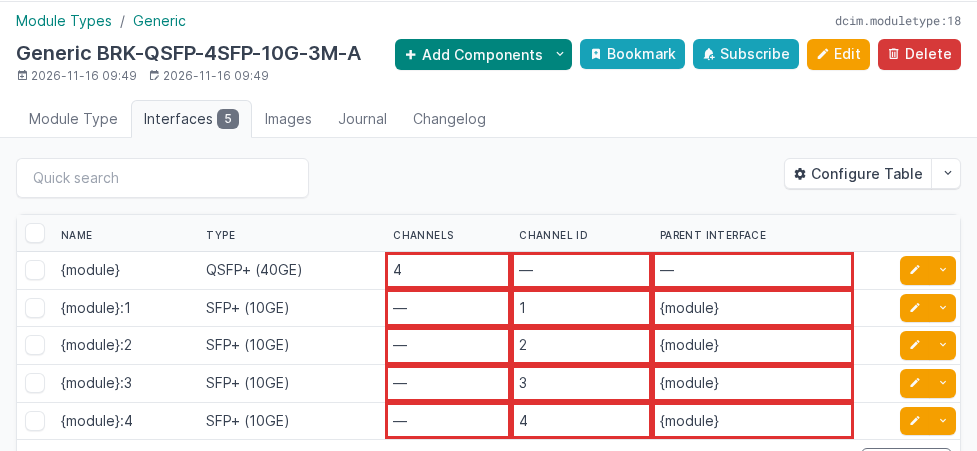 Module Types / Generic
dcim.moduletype:18
Generic BRK-QSFP-4SFP-10G-3M-A
Add Components
Bookmark
Subscribe
Edit
Delete
2026-11-16 09:49 2026-11-16 09:49
Module Type Interfaces 5 Images Journal Changelog
Quick search
Configure Table
NAME TYPE CHANNELS CHANNEL ID PARENT INTERFACE
{module} QSFP+ (40GE) 4 — —
{module}:1 SFP+ (10GE) — 1 {module}
{module}:2 SFP+ (10GE) — 2 {module}
{module}:3 SFP+ (10GE) — 3 {module}
{module}:4 SFP+ (10GE) — 4 {module}